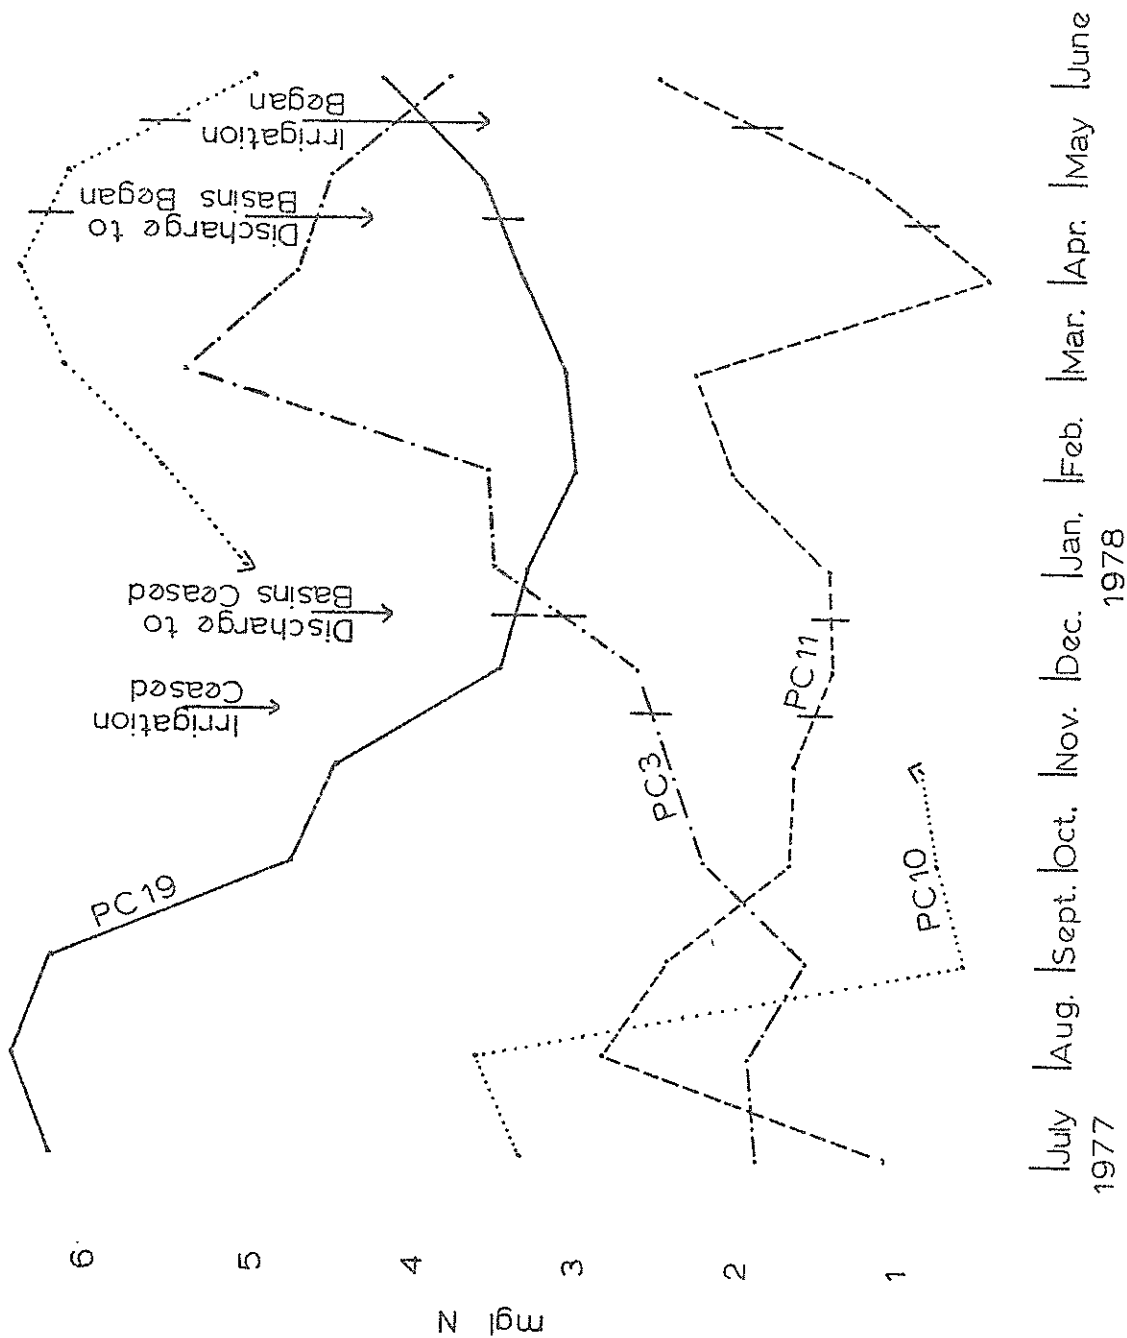 mgl N
6
5
4
3
2
1
PC19
PC3
PC11
PC10
Irrigation
Ceased
Discharge to
Basins Ceased
Discharge to
Basins Began
Irrigation
Began
July Aug. Sept. Oct. Nov. Dec. Jan. Feb. Mar. Apr. May June
1977 1978